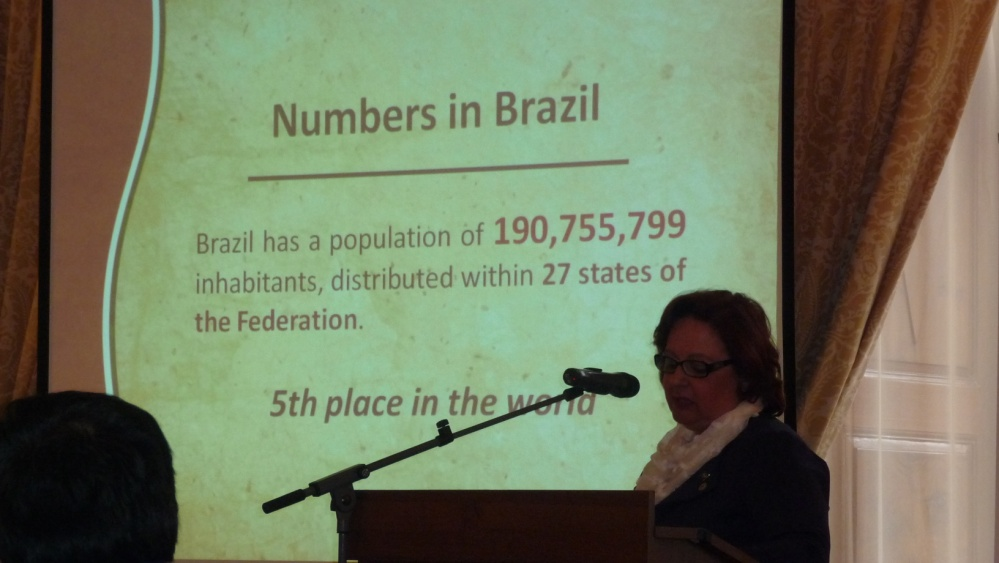 Numbers in Brazil
Brazil has a population of 190,755,799
inhabitants, distributed within 27 states of
the Federation.
5th place in the world